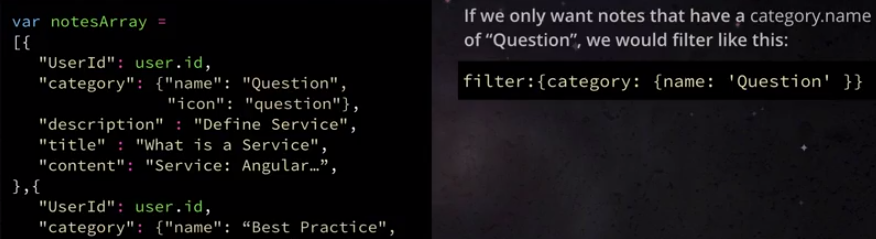 var notesArray =
[{
"UserId": user.id,
"category": {"name": "Question",
"icon": "question"},
"description" : "Define Service",
"title" : "What is a Service",
"content": "Service: Angular…”,
},{
"UserId": user.id,
"category": {"name": “Best Practice",
If we only want notes that have a category.name
of “Question”, we would filter like this:
filter:{category: {name: 'Question' }}